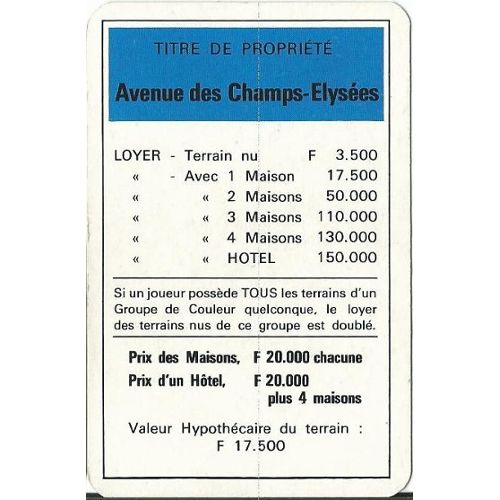 TITRE DE PROPRIÉTÉ
Avenue des Champs-Elysées
LOYER - Terrain nu F 3.500
« - Avec 1 Maison 17.500
« « 2 Maisons 50.000
« « 3 Maisons 110.000
« « 4 Maisons 130.000
« « HOTEL 150.000
Si un joueur possède TOUS les terrains d'un
Groupe de Couleur quelconque, le loyer
des terrains nus de ce groupe est doublé.
Prix des Maisons, F 20.000 chacune
Prix d'un Hôtel, F 20.000
plus 4 maisons
Valeur Hypothécaire du terrain :
F 17.500